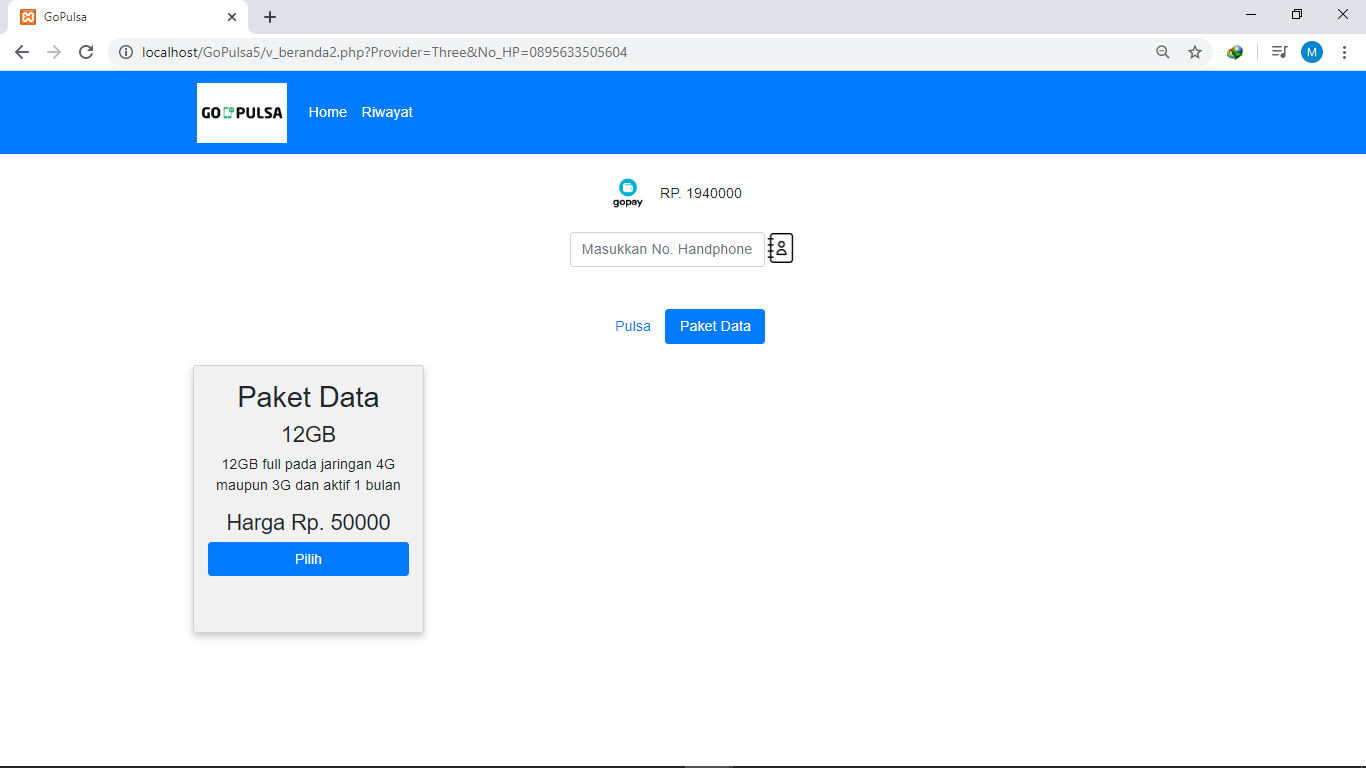 GoPulsa
localhost/GoPulsa5/v_beranda2.php?Provider=Three&No_HP=0895633505604
M
GO PULSA
Home Riwayat
gopay
RP. 1940000
Masukkan No. Handphone
Pulsa Paket Data
Paket Data
12GB
12GB full pada jaringan 4G
maupun 3G dan aktif 1 bulan
Harga Rp. 50000
Pilih